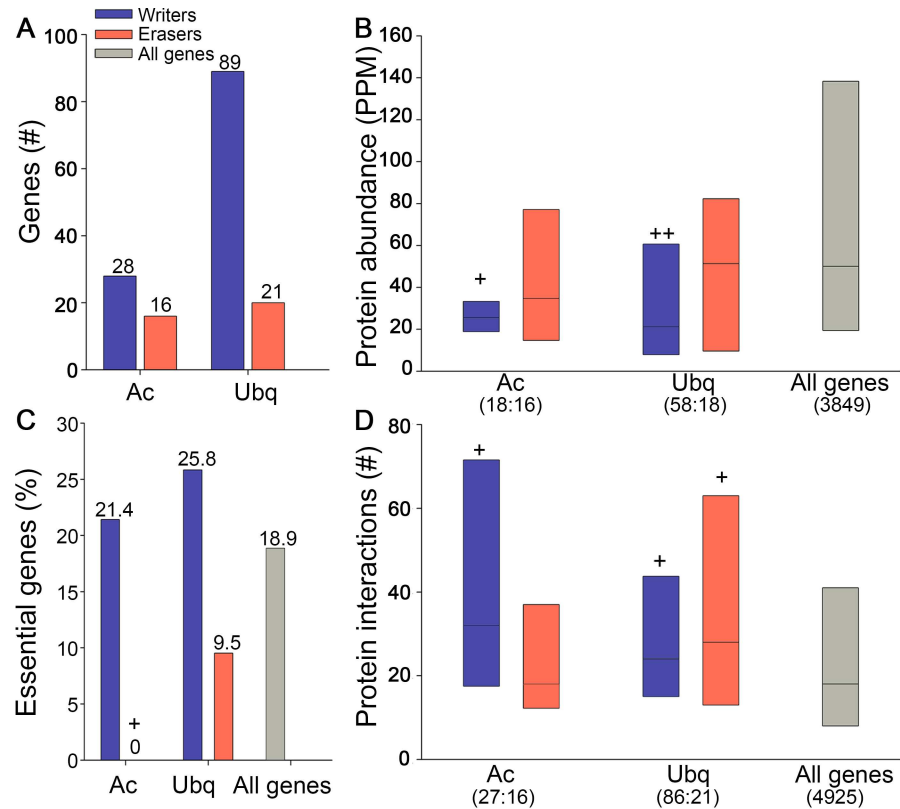 A
Writers
Erasers
All genes
Genes (#)
100
80
60
40
20
0
28
16
89
21
Ac
Ubq
B
Protein abundance (PPM)
160
140
120
100
80
60
40
20
0
+
++
Ac
(18:16)
Ubq
(58:18)
All genes
(3849)
C
Essential genes (%)
30
25
20
15
10
5
0
21.4
+
0
25.8
9.5
18.9
Ac
Ubq
All genes
D
Protein interactions (#)
80
60
40
20
0
+
+
+
Ac
(27:16)
Ubq
(86:21)
All genes
(4925)